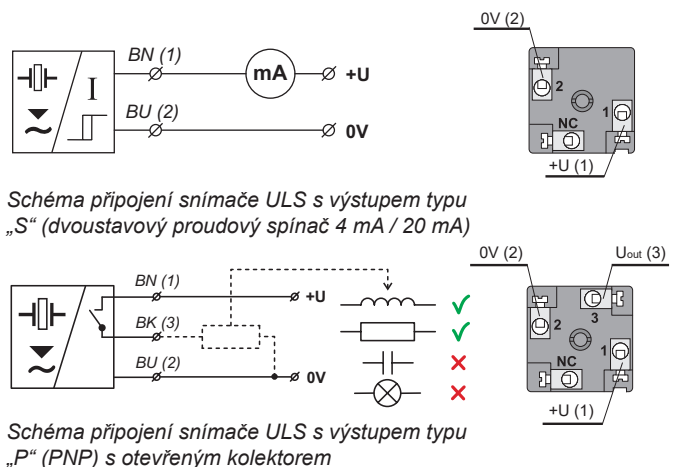 0V (2)
BN (1)
mA
+U
I
2
1
BU (2)
0V
NC
+U (1)
Schéma připojení snímače ULS s výstupem typu
„S“ (dvoustavový proudový spínač 4 mA / 20 mA)
0V (2)
Uout (3)
BN (1)
+U
BK (3)
3
2
1
BU (2)
0V
NC
+U (1)
Schéma připojení snímače ULS s výstupem typu
„P“ (PNP) s otevřeným kolektorem